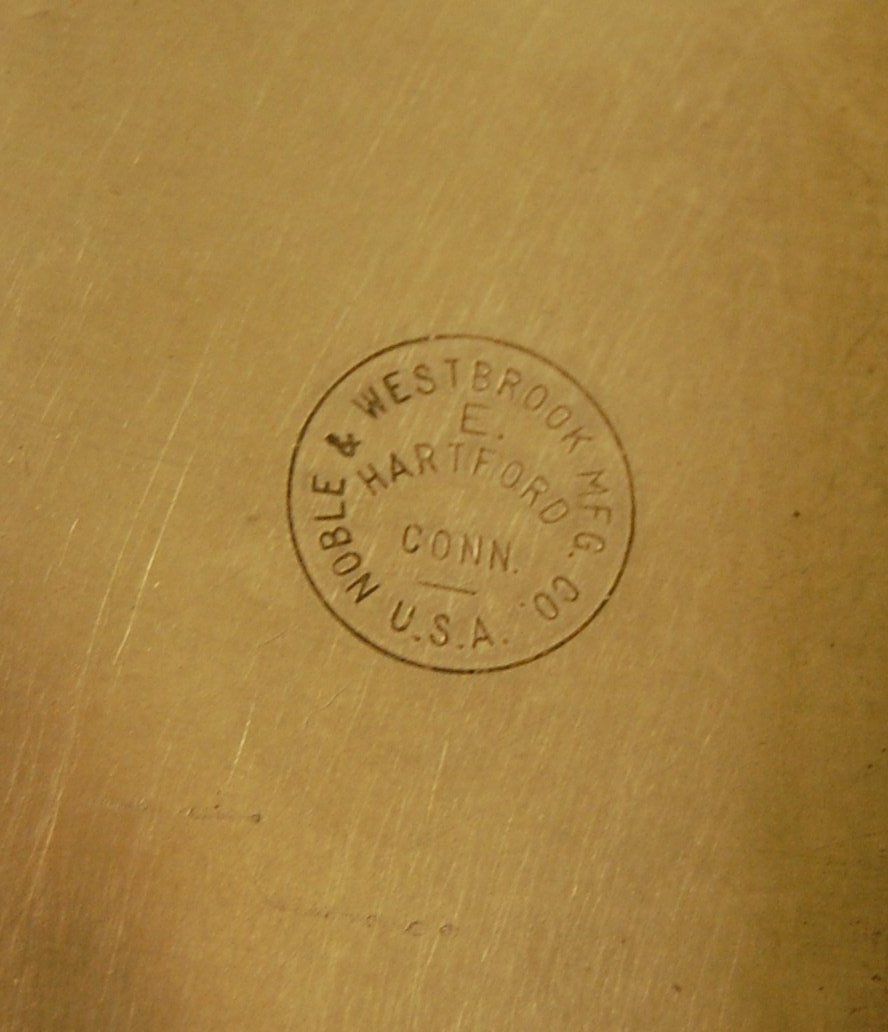 NOBLE & WESTBROOK MFG. CO.
E.
HARTFORD
CONN.
U.S.A.